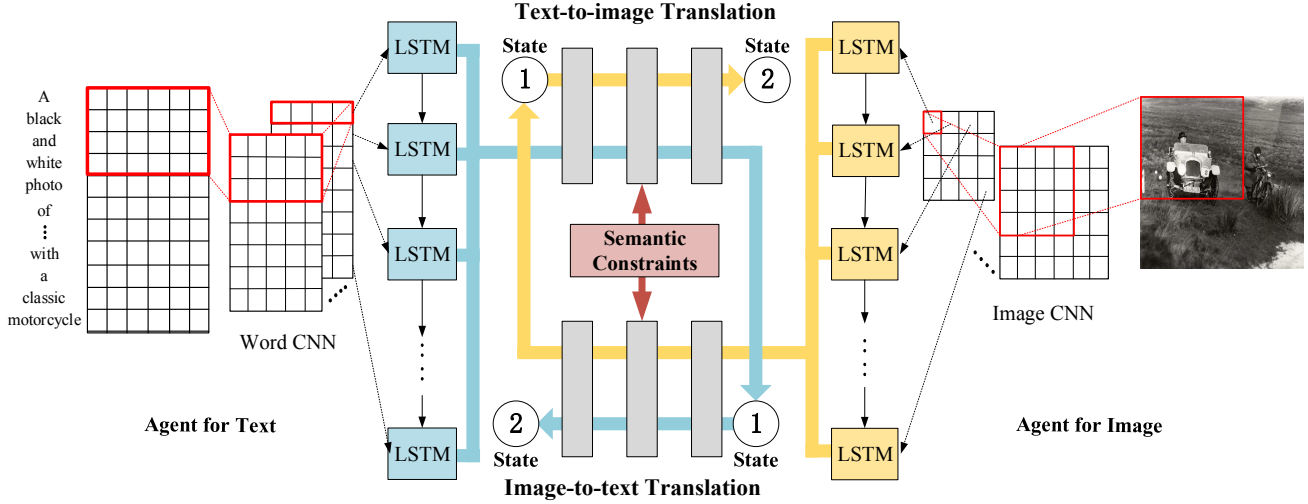 Text-to-image Translation
A
black
and
white
photo
of
with
a
classic
motorcycle
Word CNN
Agent for Text
LSTM
LSTM
LSTM
LSTM
State
1
2
State
Semantic
Constraints
2
State
1
State
Image-to-text Translation
LSTM
LSTM
LSTM
LSTM
Image CNN
Agent for Image